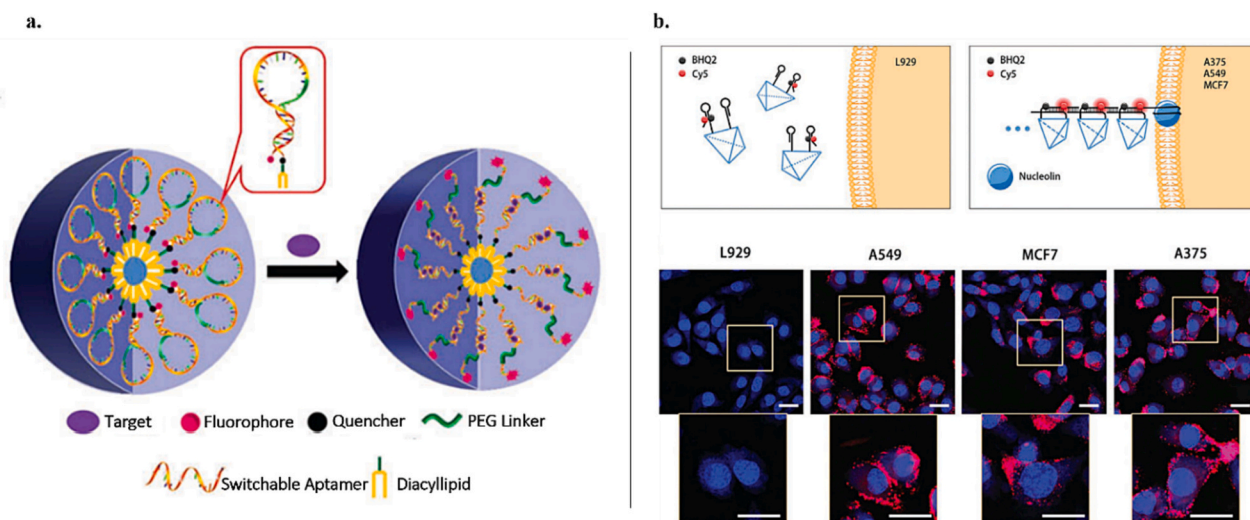 a.
Target
Fluorophore
Quencher
PEG Linker
Switchable Aptamer
Diacyllipid
b.
BHQ2
Cy5
L929
BHQ2
Cy5
A375
A549
MCF7
Nucleolin
L929
A549
MCF7
A375